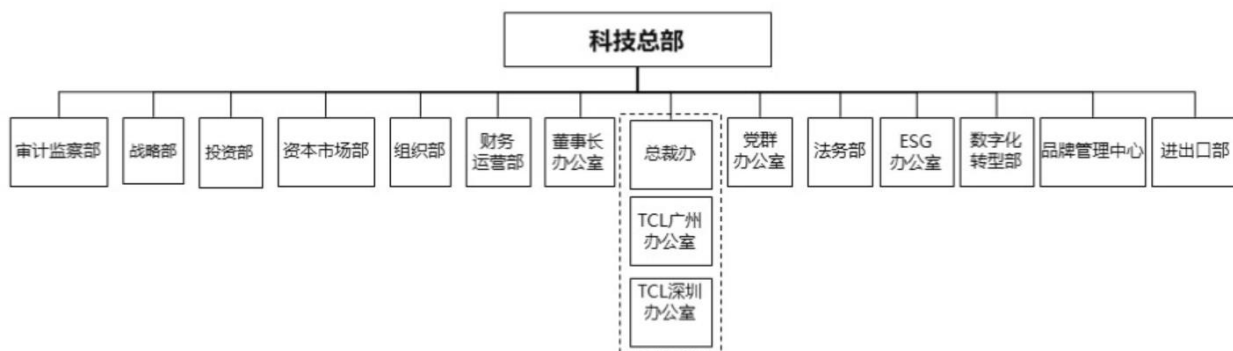 科技总部
审计监察部
战略部
投资部
资本市场部
组织部
财务
运营部
董事长
办公室
总裁办
党群
办公室
法务部
ESG
办公室
数字化
转型部
品牌管理中心
进出口部
TCL广州
办公室
TCL深圳
办公室